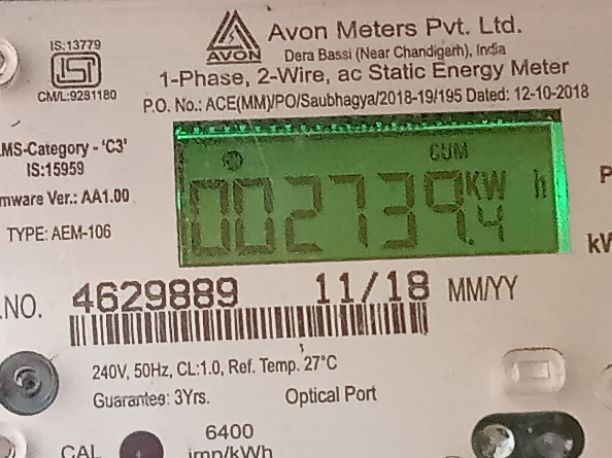 IS:13779
CM/L:9281180
AVON
Avon Meters Pvt. Ltd.
Dera Bassi (Near Chandigarh), India
1-Phase, 2-Wire, ac Static Energy Meter
P.O. No.: ACE(MM)/PO/Saubhagya/2018-19/195 Dated: 12-10-2018
MS-Category - 'C3'
IS:15959
mware Ver.: AA1.00
TYPE: AEM-106
CUM
002739.4 KW h
P
kV
.NO. 4629889 11/18 MM/YY
240V, 50Hz, CL:1.0, Ref. Temp. 27°C
Guarantee: 3Yrs. Optical Port
CAL 6400
imp/kWh